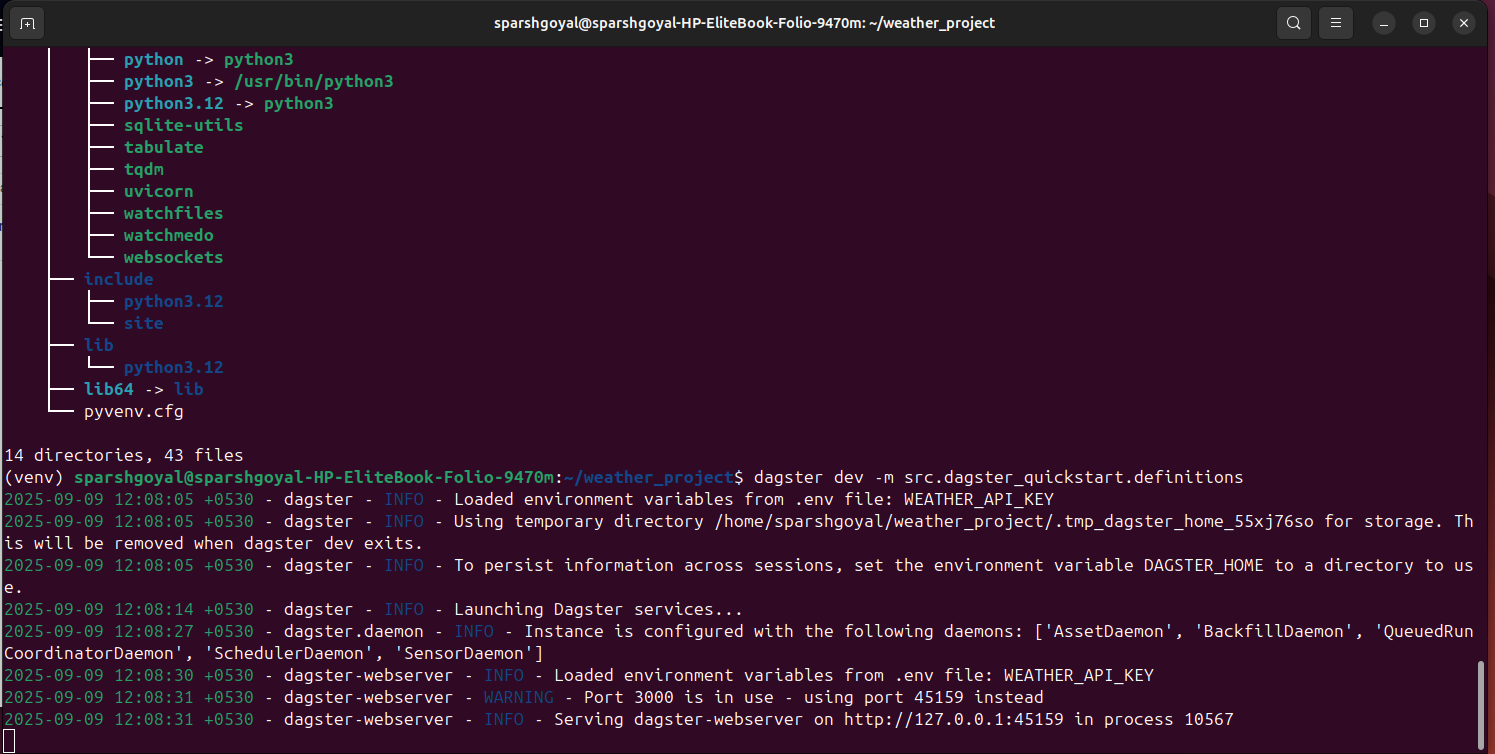 sparshgoyal@sparshgoyal-HP-EliteBook-Folio-9470m: ~/weather_project
python -> python3
python3 -> /usr/bin/python3
python3.12 -> python3
sqlite-utils
tabulate
tqdm
uvicorn
watchfiles
watchmedo
websockets
include
python3.12
site
lib
python3.12
lib64 -> lib
pyvenv.cfg
14 directories, 43 files
(venv) sparshgoyal@sparshgoyal-HP-EliteBook-Folio-9470m:~/weather_project$ dagster dev -m src.dagster_quickstart.definitions
2025-09-09 12:08:05 +0530 - dagster - INFO - Loaded environment variables from .env file: WEATHER_API_KEY
2025-09-09 12:08:05 +0530 - dagster - INFO - Using temporary directory /home/sparshgoyal/weather_project/.tmp_dagster_home_55xj76so for storage. Th
is will be removed when dagster dev exits.
2025-09-09 12:08:05 +0530 - dagster - INFO - To persist information across sessions, set the environment variable DAGSTER_HOME to a directory to us
e.
2025-09-09 12:08:14 +0530 - dagster - INFO - Launching Dagster services...
2025-09-09 12:08:27 +0530 - dagster.daemon - INFO - Instance is configured with the following daemons: ['AssetDaemon', 'BackfillDaemon', 'QueuedRun
CoordinatorDaemon', 'SchedulerDaemon', 'SensorDaemon']
2025-09-09 12:08:30 +0530 - dagster-webserver - INFO - Loaded environment variables from .env file: WEATHER_API_KEY
2025-09-09 12:08:31 +0530 - dagster-webserver - WARNING - Port 3000 is in use - using port 45159 instead
2025-09-09 12:08:31 +0530 - dagster-webserver - INFO - Serving dagster-webserver on http://127.0.0.1:45159 in process 10567